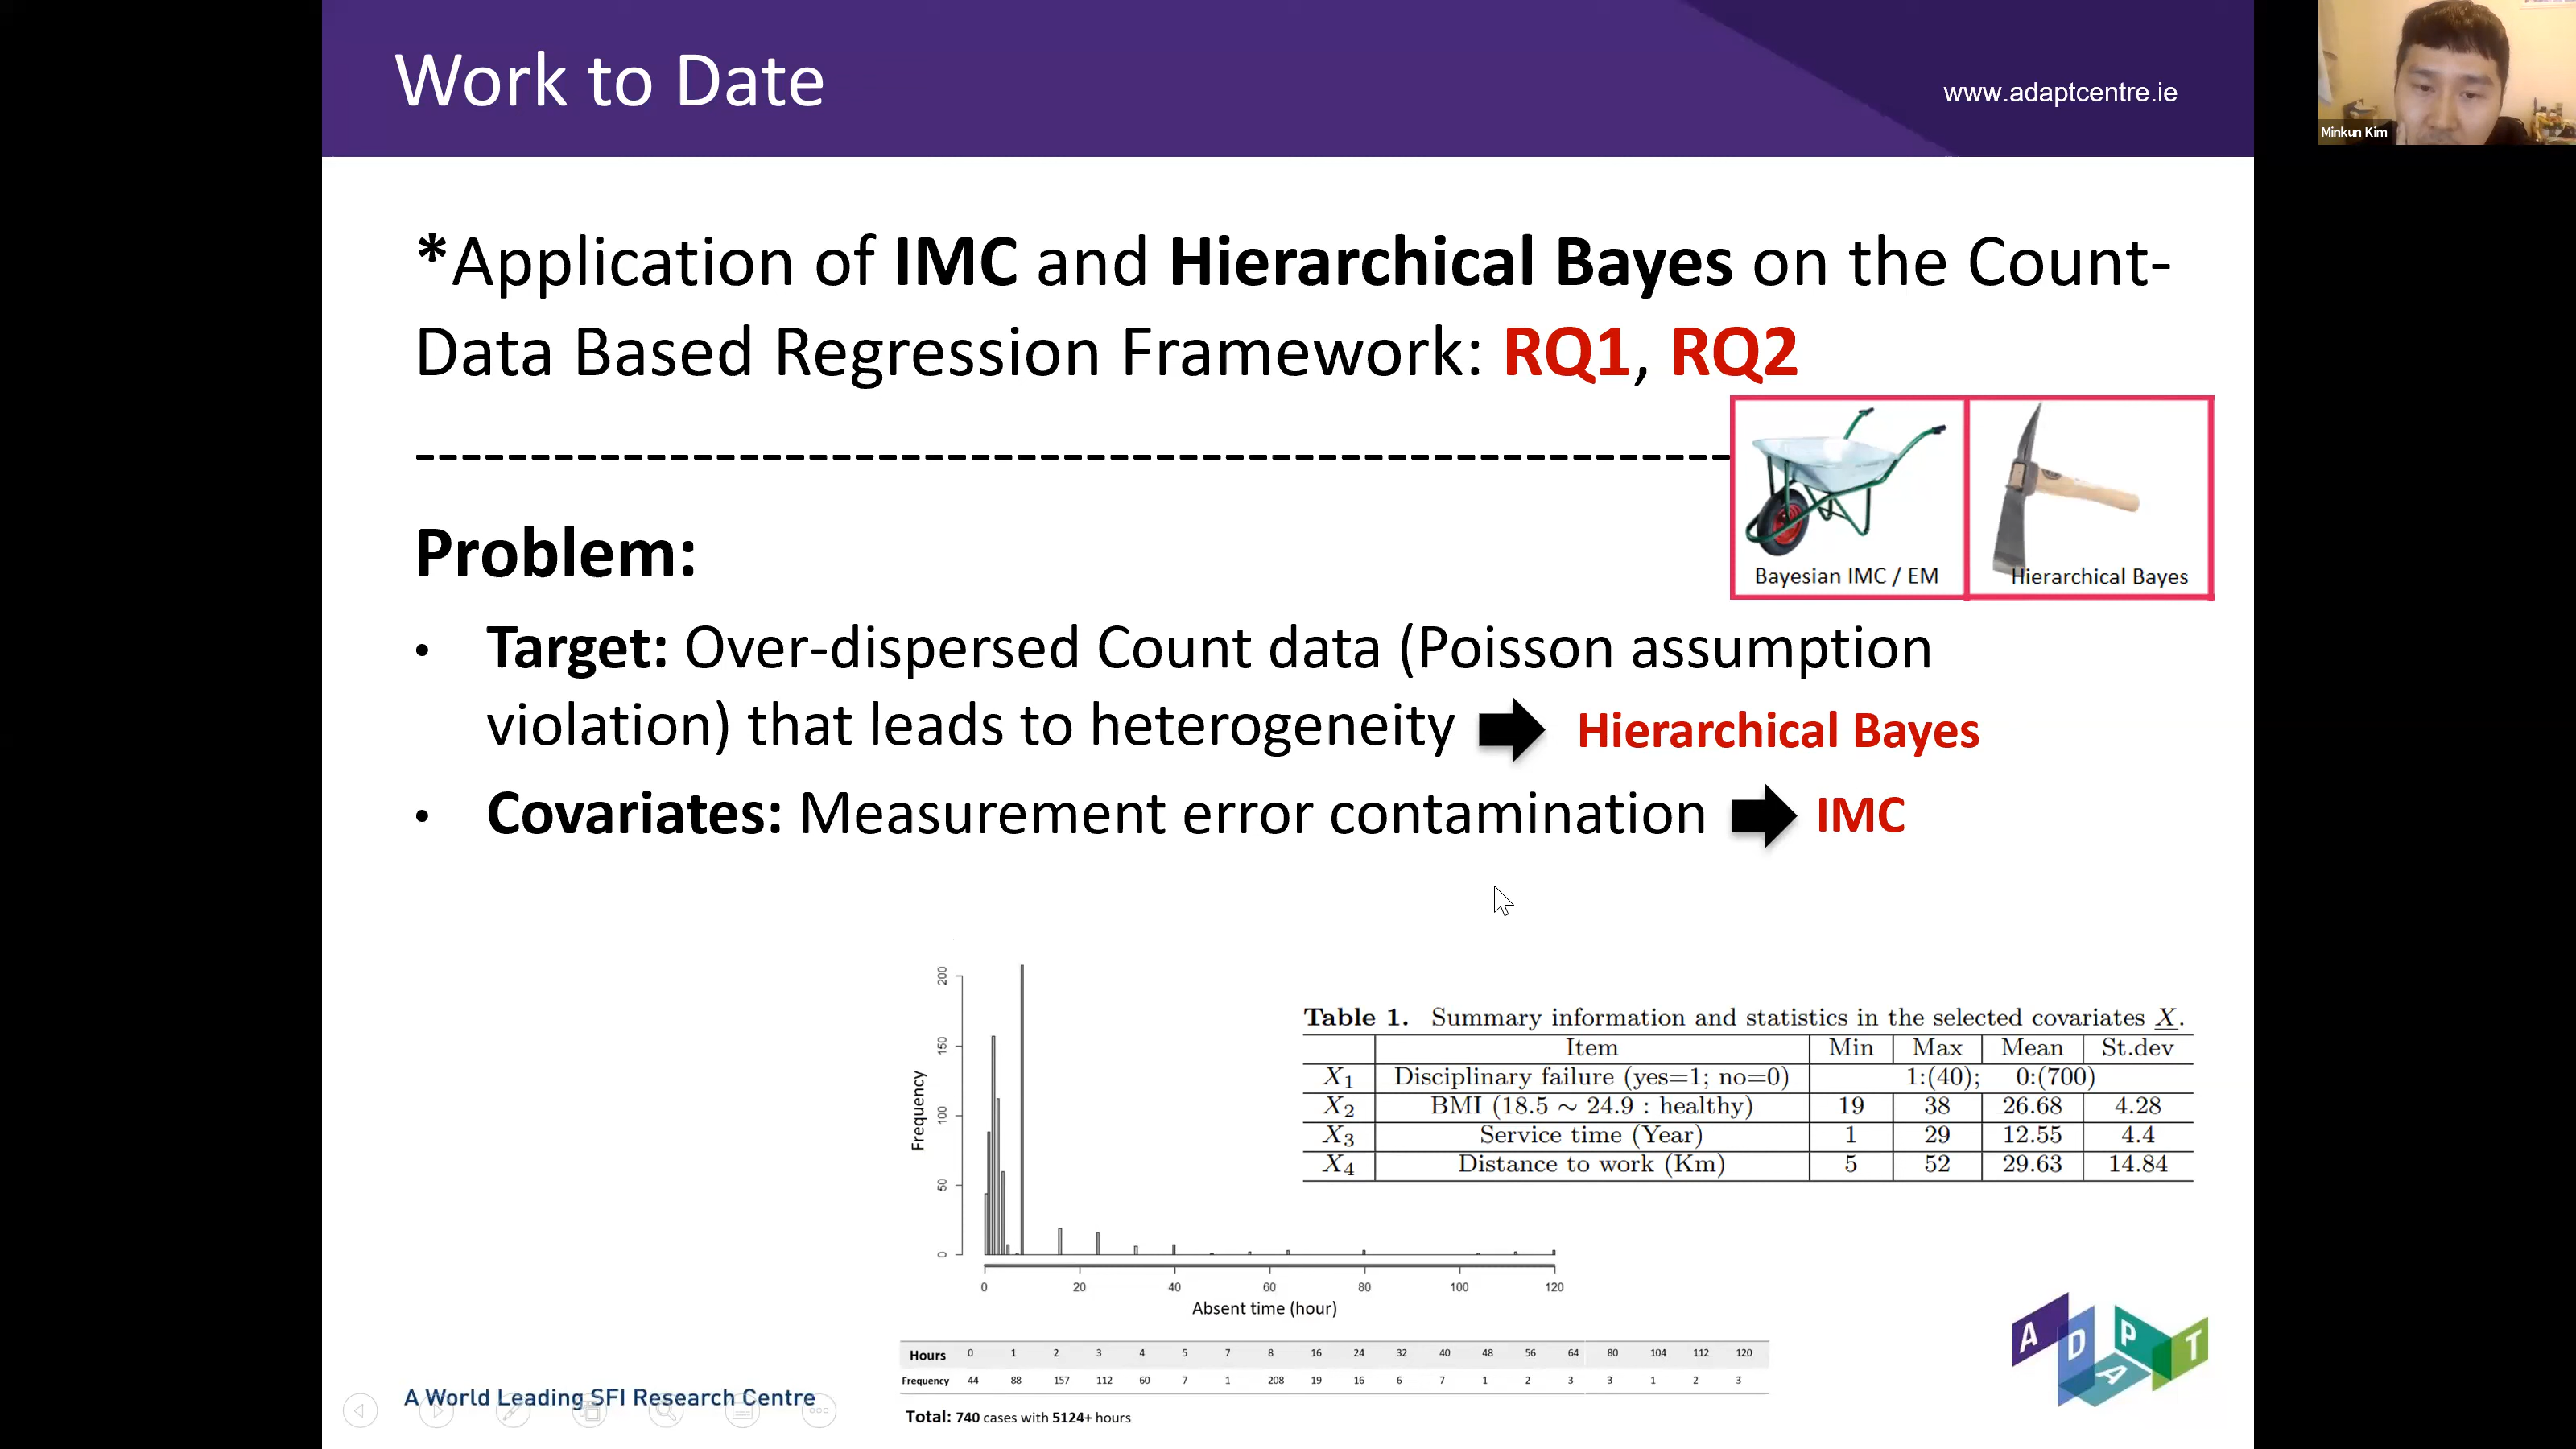 Work to Date
www.adaptcentre.ie
Minkun Kim
*Application of IMC and Hierarchical Bayes on the Count-
Data Based Regression Framework: RQ1, RQ2
Bayesian IMC / EM
Hierarchical Bayes
Problem:
• Target: Over-dispersed Count data (Poisson assumption
violation) that leads to heterogeneity Hierarchical Bayes
• Covariates: Measurement error contamination IMC
Frequency
200
150
100
50
0
0 20 40 60 80 100 120
Absent time (hour)
Table 1. Summary information and statistics in the selected covariates X.
Item Min Max Mean St.dev
X1 Disciplinary failure (yes=1; no=0) 1:(40); 0:(700)
X2 BMI (18.5 ~ 24.9 : healthy) 19 38 26.68 4.28
X3 Service time (Year) 1 29 12.55 4.4
X4 Distance to work (Km) 5 52 29.63 14.84
Hours 0 1 2 3 4 5 7 8 16 24 32 40 48 56 64 80 104 112 120
Frequency 44 88 157 112 60 7 1 208 19 16 6 7 1 2 3 3 1 2 3
Total: 740 cases with 5124+ hours
A World Leading SFI Research Centre
ADAPT